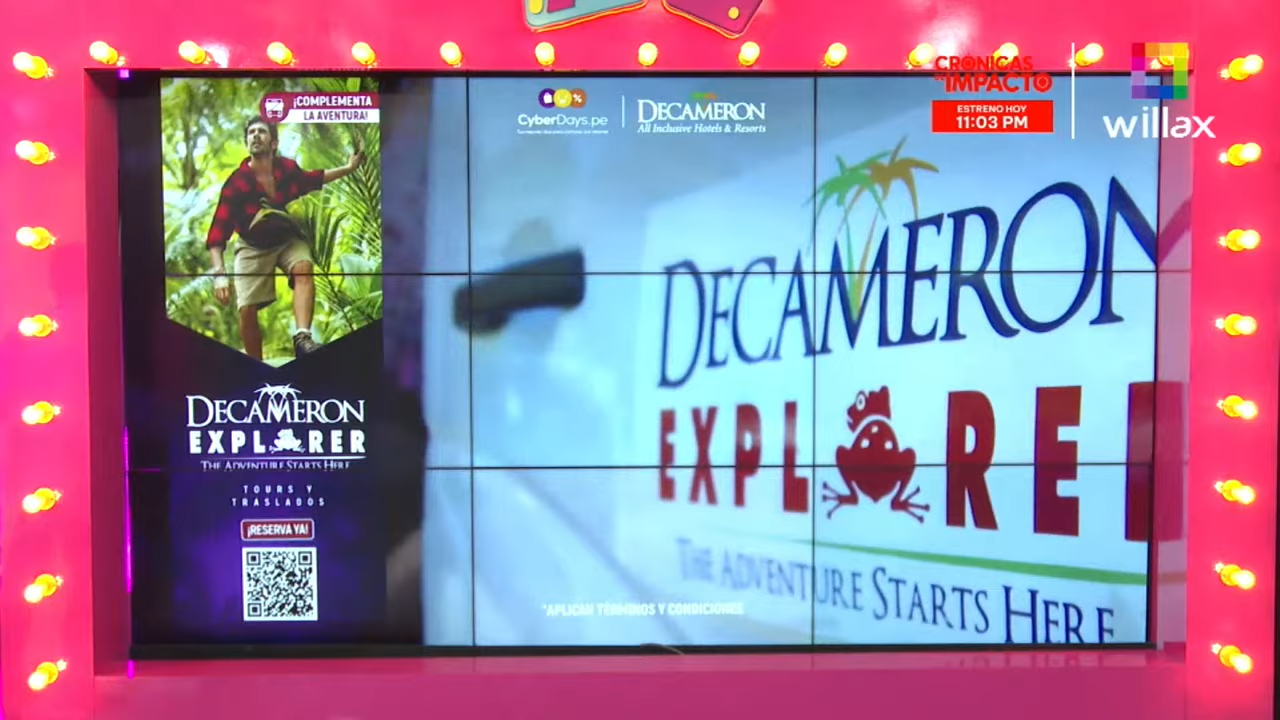 ¡COMPLEMENTA
LA AVENTURA!
DECAMERON
EXPLORER
THE ADVENTURE STARTS HERE
TOURS Y
TRASLADOS
¡RESERVA YA!
CyberDays.pe
DECAMERON
All Inclusive Hotels & Resorts
DECAMERON
EXPLORE
THE ADVENTURE STARTS HERE
*APLICAN TÉRMINOS Y CONDICIONES
CRÓNICAS
DE IMPACTO
ESTRENO HOY
11:03 PM
willax